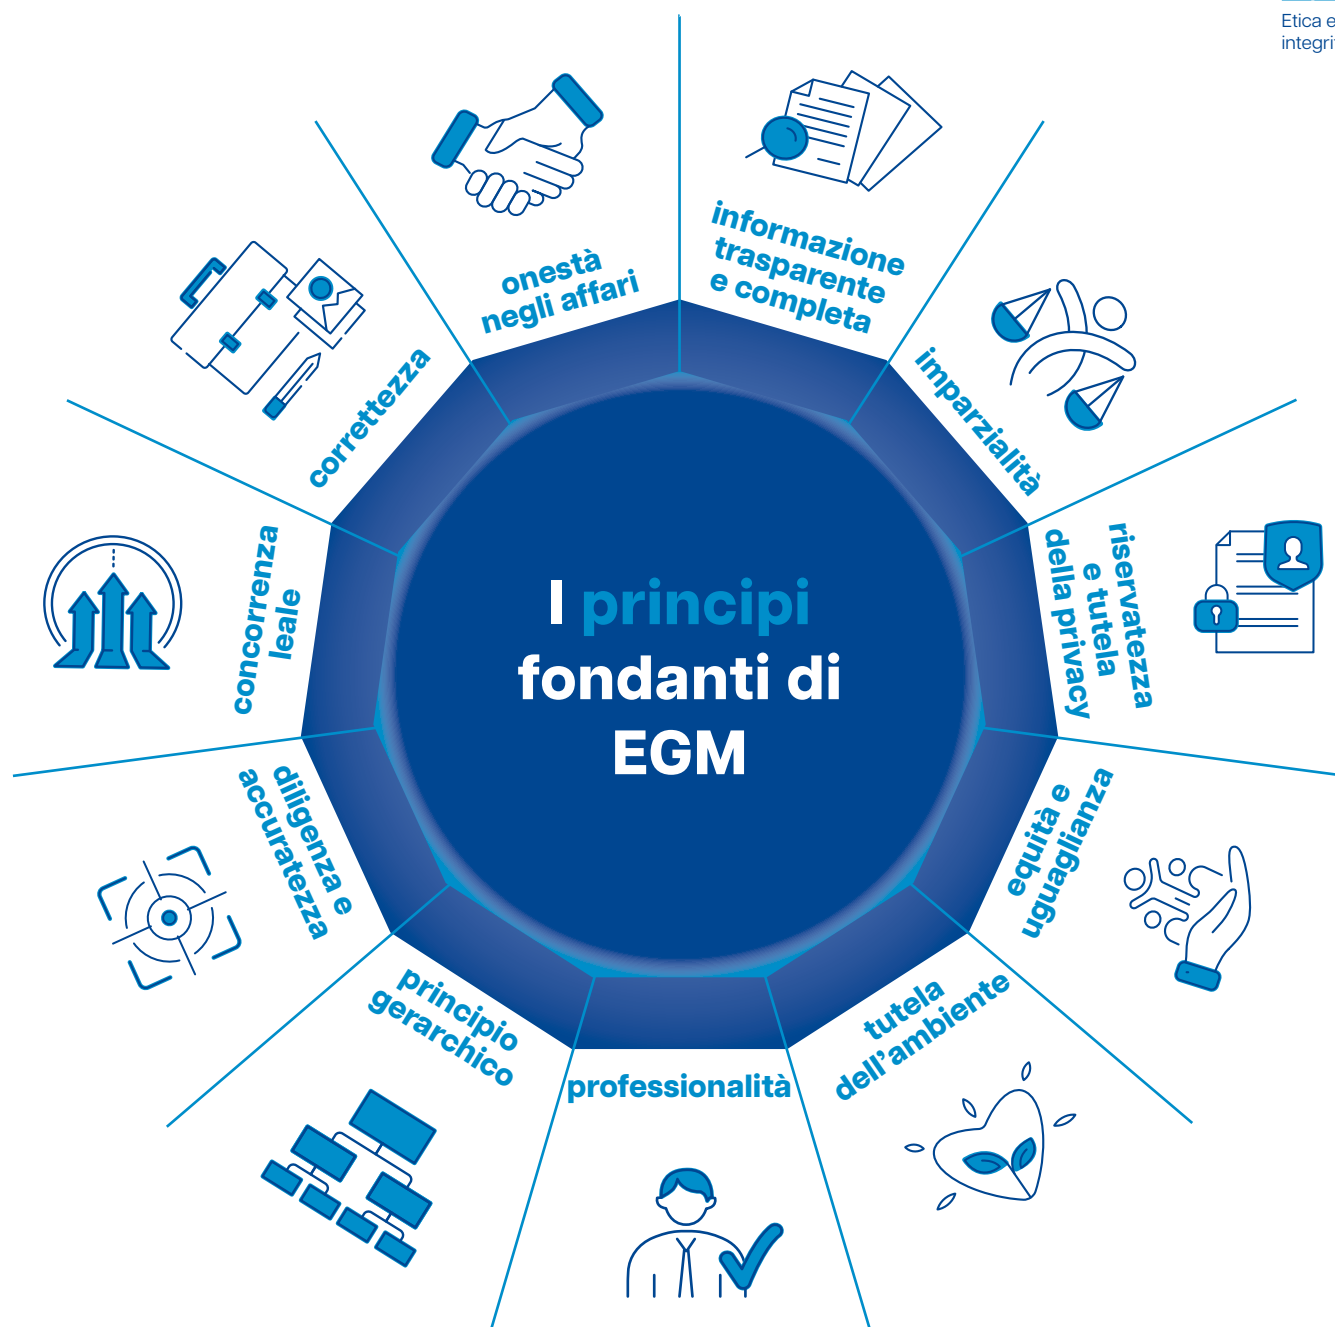 Etica e
I principi
fondanti di
EGM
informazione
trasparente
e completa
imparzialità
riservatezza
e tutela
della privacy
equità e
uguaglianza
tutela
dell'ambiente
professionalità
principio
gerarchico
diligenza e
accuratezza
concorrenza
leale
correttezza
onestà
negli affari